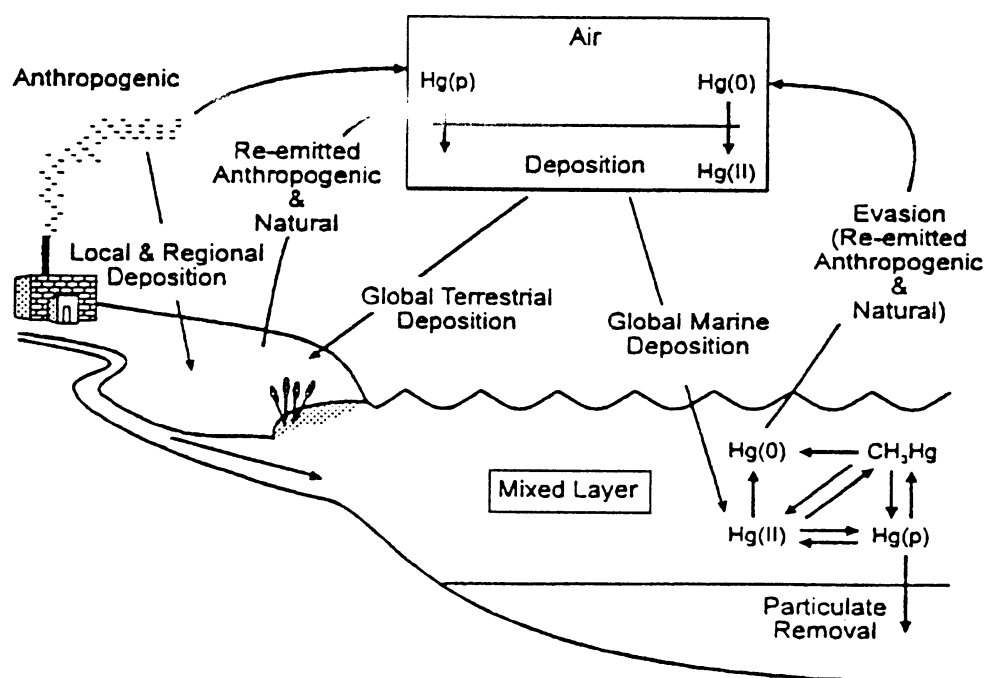 Air
Anthropogenic
Hg(p)
Hg(0)
Re-emitted
Anthropogenic
&
Natural
Deposition
Hg(II)
Evasion
(Re-emitted
Anthropogenic
&
Natural)
Local & Regional
Deposition
Global Terrestrial
Deposition
Global Marine
Deposition
Hg(0)
CH₃Hg
Mixed Layer
Hg(II)
Hg(p)
Particulate
Removal